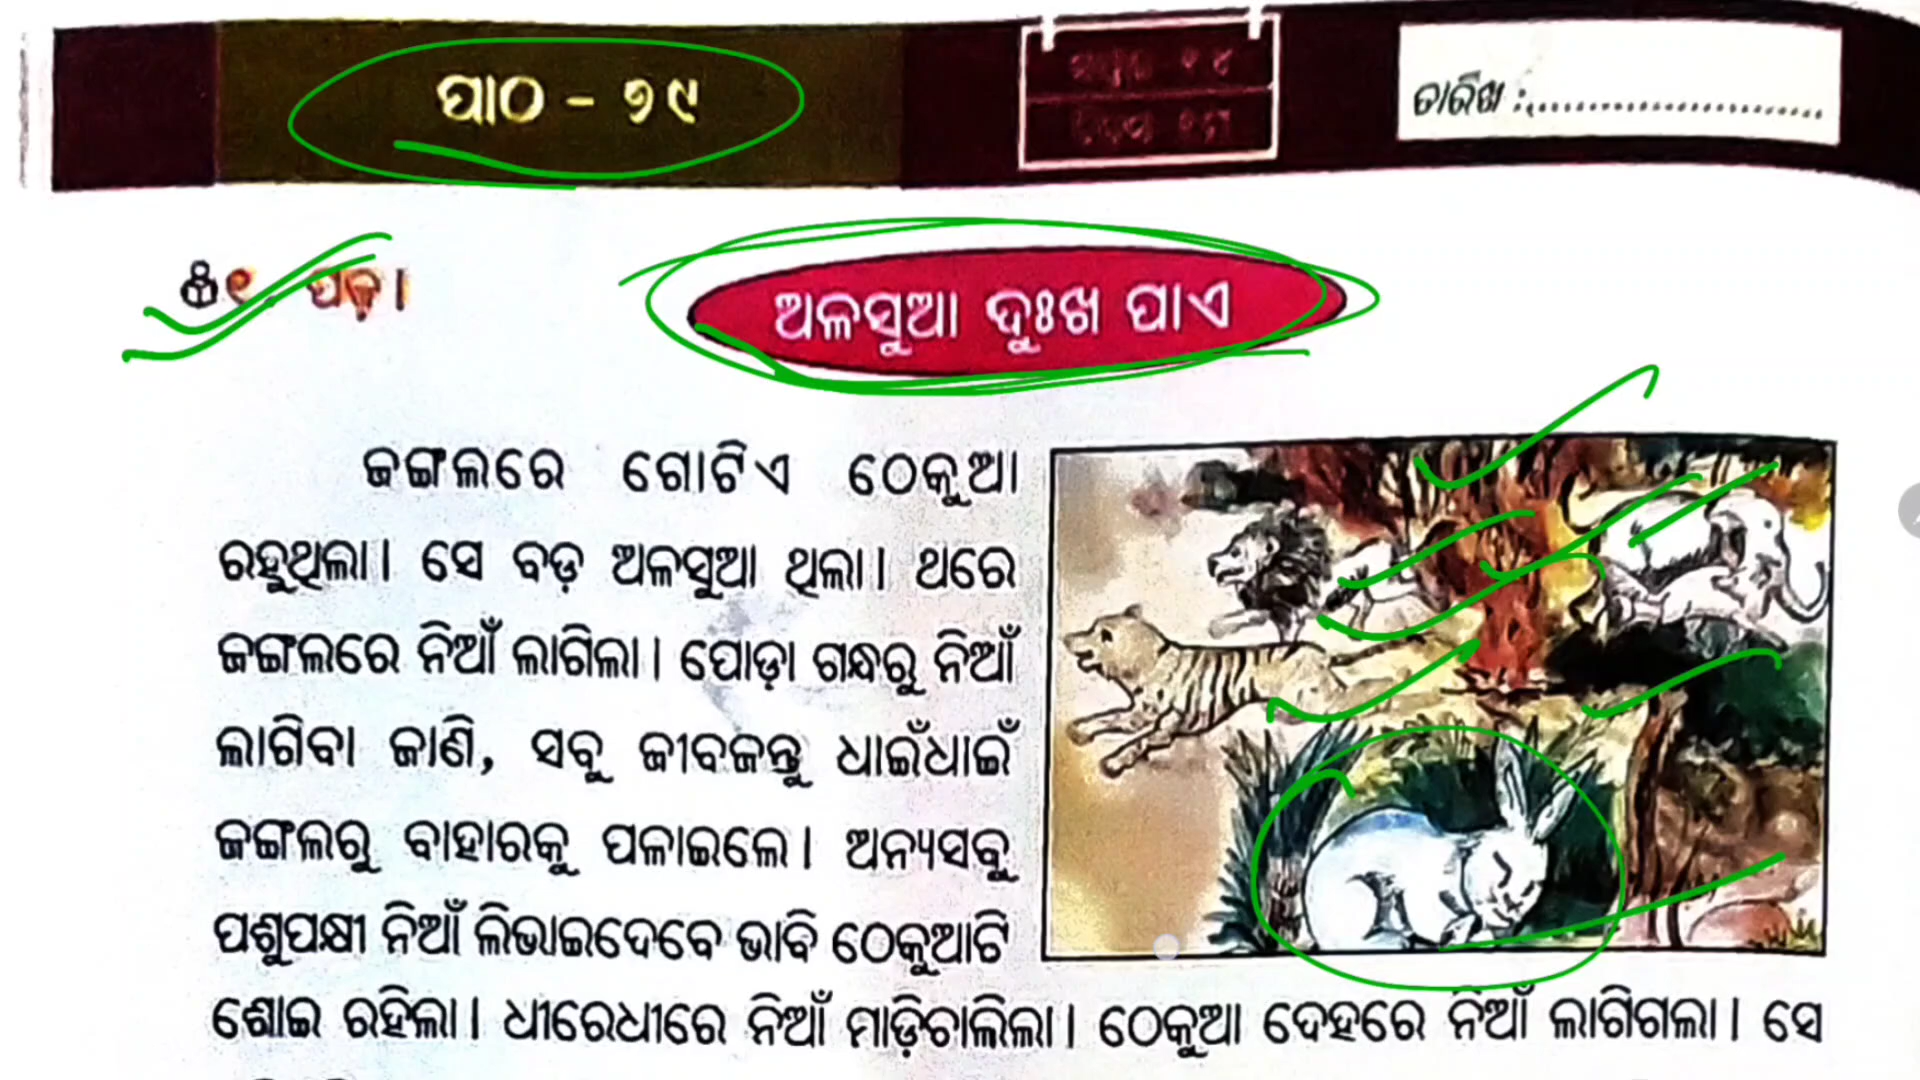 ପାଠ - ୭୯
ତାରିଖ :
୧. ପଢ଼।
ଅଳସୁଆ ଦୁଃଖ ପାଏ
ଜଙ୍ଗଲରେ ଗୋଟିଏ ଠେକୁଆ
ରହୁଥିଲା। ସେ ବଡ଼ ଅଳସୁଆ ଥିଲା। ଥରେ
ଜଙ୍ଗଲରେ ନିଆଁ ଲାଗିଲା। ପୋଡ଼ା ଗନ୍ଧରୁ ନିଆଁ
ଲାଗିବା ଜାଣି, ସବୁ ଜୀବଜନ୍ତୁ ଧାଇଁଧାଇଁ
ଜଙ୍ଗଲରୁ ବାହାରକୁ ପଳାଇଲେ। ଅନ୍ୟସବୁ
ପଶୁପକ୍ଷୀ ନିଆଁ ଲିଭାଇଦେବେ ଭାବି ଠେକୁଆଟି
ଶୋଇ ରହିଲା। ଧୀରେଧୀରେ ନିଆଁ ମାଡ଼ିଚାଲିଲା। ଠେକୁଆ ଦେହରେ ନିଆଁ ଲାଗିଗଲା। ସେ